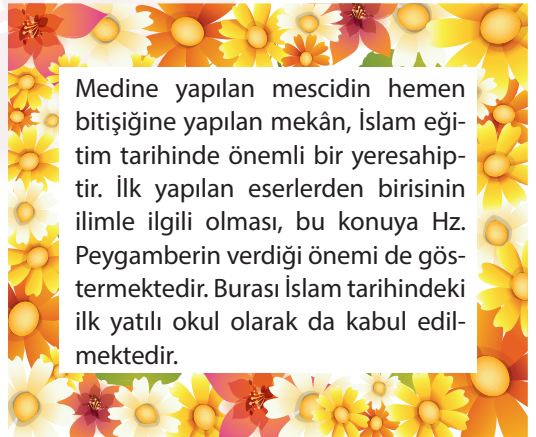 Medine yapılan mescidin hemen
bitişiğine yapılan mekân, İslam eği-
tim tarihinde önemli bir yeresahip-
tir. İlk yapılan eserlerden birisinin
ilimle ilgili olması, bu konuya Hz.
Peygamberin verdiği önemi de gös-
termektedir. Burası İslam tarihindeki
ilk yatılı okul olarak da kabul edil-
mektedir.